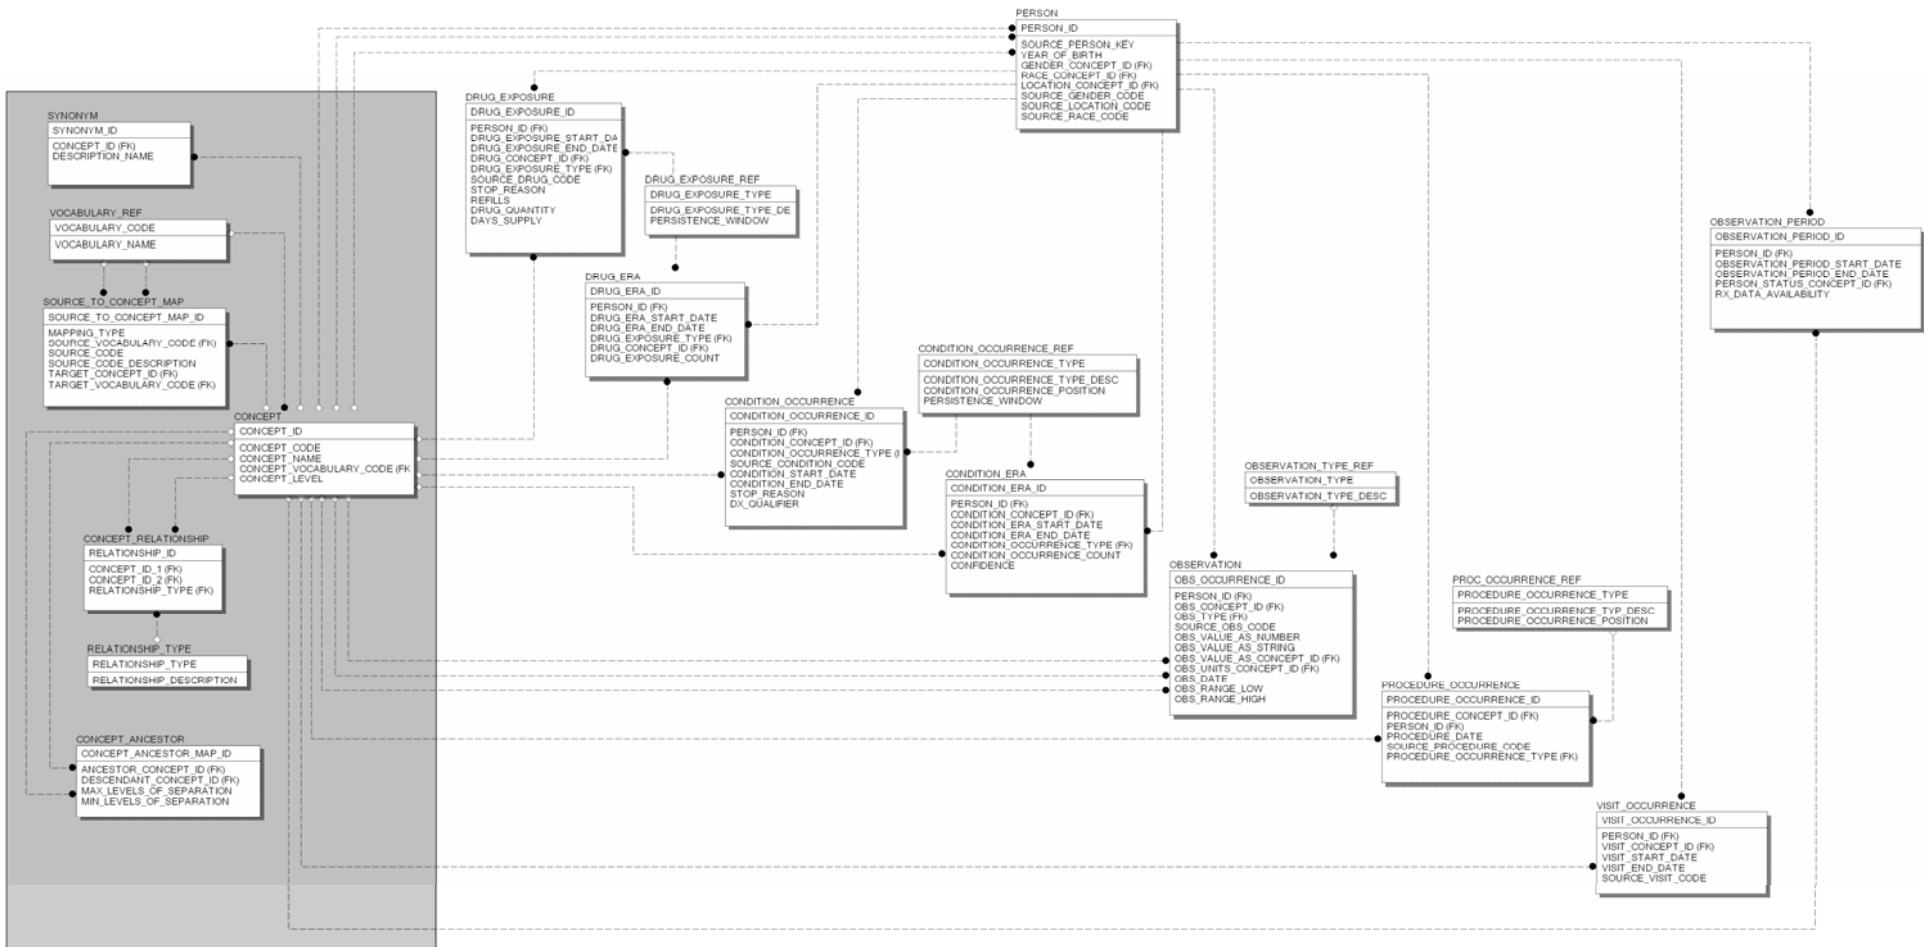 PERSON
PERSON_ID
SOURCE_PERSON_KEY
YEAR_OF_BIRTH
GENDER_CONCEPT_ID (FK)
RACE_CONCEPT_ID (FK)
LOCATION_CONCEPT_ID (FK)
SOURCE_GENDER_CODE
SOURCE_LOCATION_CODE
SOURCE_RACE_CODE
DRUG_EXPOSURE
DRUG_EXPOSURE_ID
PERSON_ID (FK)
DRUG_EXPOSURE_START_DA
DRUG_EXPOSURE_END_DATE
DRUG_CONCEPT_ID (FK)
DRUG_EXPOSURE_TYPE (FK)
SOURCE_DRUG_CODE
STOP_REASON
REFILLS
DRUG_QUANTITY
DAYS_SUPPLY
SYNONYM
SYNONYM_ID
CONCEPT_ID (FK)
DESCRIPTION_NAME
DRUG_EXPOSURE_REF
DRUG_EXPOSURE_TYPE
DRUG_EXPOSURE_TYPE_DE
PERSISTENCE_WINDOW
VOCABULARY_REF
VOCABULARY_CODE
VOCABULARY_NAME
OBSERVATION_PERIOD
OBSERVATION_PERIOD_ID
PERSON_ID (FK)
OBSERVATION_PERIOD_START_DATE
OBSERVATION_PERIOD_END_DATE
PERSON_STATUS_CONCEPT_ID (FK)
RX_DATA_AVAILABILITY
DRUG_ERA
DRUG_ERA_ID
PERSON_ID (FK)
DRUG_ERA_START_DATE
DRUG_ERA_END_DATE
DRUG_EXPOSURE_TYPE (FK)
DRUG_CONCEPT_ID (FK)
DRUG_EXPOSURE_COUNT
SOURCE_TO_CONCEPT_MAP
SOURCE_TO_CONCEPT_MAP_ID
MAPPING_TYPE
SOURCE_VOCABULARY_CODE (FK)
SOURCE_CODE
SOURCE_CODE_DESCRIPTION
TARGET_CONCEPT_ID (FK)
TARGET_VOCABULARY_CODE (FK)
CONDITION_OCCURRENCE_REF
CONDITION_OCCURRENCE_TYPE
CONDITION_OCCURRENCE_TYPE_DESC
CONDITION_OCCURRENCE_POSITION
PERSISTENCE_WINDOW
CONDITION_OCCURRENCE
CONDITION_OCCURRENCE_ID
PERSON_ID (FK)
CONDITION_CONCEPT_ID (FK)
CONDITION_OCCURRENCE_TYPE (
SOURCE_CONDITION_CODE
CONDITION_START_DATE
CONDITION_END_DATE
STOP_REASON
DX_QUALIFIER
CONCEPT
CONCEPT_ID
CONCEPT_CODE
CONCEPT_NAME
CONCEPT_VOCABULARY_CODE (FK
CONCEPT_LEVEL
CONDITION_ERA
CONDITION_ERA_ID
PERSON_ID (FK)
CONDITION_CONCEPT_ID (FK)
CONDITION_ERA_START_DATE
CONDITION_ERA_END_DATE
CONDITION_OCCURRENCE_TYPE (FK)
CONDITION_OCCURRENCE_COUNT
CONFIDENCE
OBSERVATION_TYPE_REF
OBSERVATION_TYPE
OBSERVATION_TYPE_DESC
CONCEPT_RELATIONSHIP
RELATIONSHIP_ID
CONCEPT_ID_1 (FK)
CONCEPT_ID_2 (FK)
RELATIONSHIP_TYPE (FK)
OBSERVATION
OBS_OCCURRENCE_ID
PERSON_ID (FK)
OBS_CONCEPT_ID (FK)
OBS_TYPE (FK)
SOURCE_OBS_CODE
OBS_VALUE_AS_NUMBER
OBS_VALUE_AS_STRING
OBS_VALUE_AS_CONCEPT_ID (FK)
OBS_UNITS_CONCEPT_ID (FK)
OBS_DATE
OBS_RANGE_LOW
OBS_RANGE_HIGH
PROC_OCCURRENCE_REF
PROCEDURE_OCCURRENCE_TYPE
PROCEDURE_OCCURRENCE_TYP_DESC
PROCEDURE_OCCURRENCE_POSITION
RELATIONSHIP_TYPE
RELATIONSHIP_TYPE
RELATIONSHIP_DESCRIPTION
PROCEDURE_OCCURRENCE
PROCEDURE_OCCURRENCE_ID
PROCEDURE_CONCEPT_ID (FK)
PERSON_ID (FK)
PROCEDURE_DATE
SOURCE_PROCEDURE_CODE
PROCEDURE_OCCURRENCE_TYPE (FK)
CONCEPT_ANCESTOR
CONCEPT_ANCESTOR_MAP_ID
ANCESTOR_CONCEPT_ID (FK)
DESCENDANT_CONCEPT_ID (FK)
MAX_LEVELS_OF_SEPARATION
MIN_LEVELS_OF_SEPARATION
VISIT_OCCURRENCE
VISIT_OCCURRENCE_ID
PERSON_ID (FK)
VISIT_CONCEPT_ID (FK)
VISIT_START_DATE
VISIT_END_DATE
SOURCE_VISIT_CODE